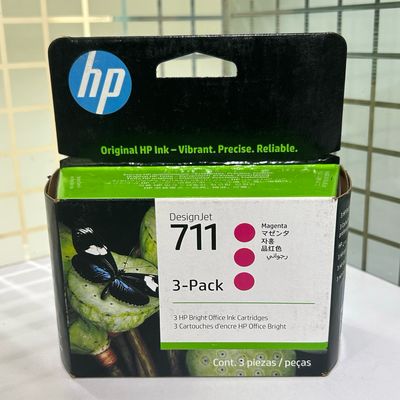 hp
Original HP Ink – Vibrant. Precise. Reliable.
DesignJet
711
3-Pack
Magenta
マゼンタ
자홍
品红色
أرجواني
3 HP Bright Office Ink Cartridges
3 Cartouches d'encre HP Office Bright
Cont. 3 piezas / peças